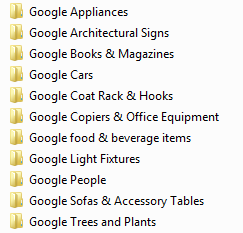 Google Appliances
Google Architectural Signs
Google Books & Magazines
Google Cars
Google Coat Rack & Hooks
Google Copiers & Office Equipment
Google food & beverage items
Google Light Fixtures
Google People
Google Sofas & Accessory Tables
Google Trees and Plants